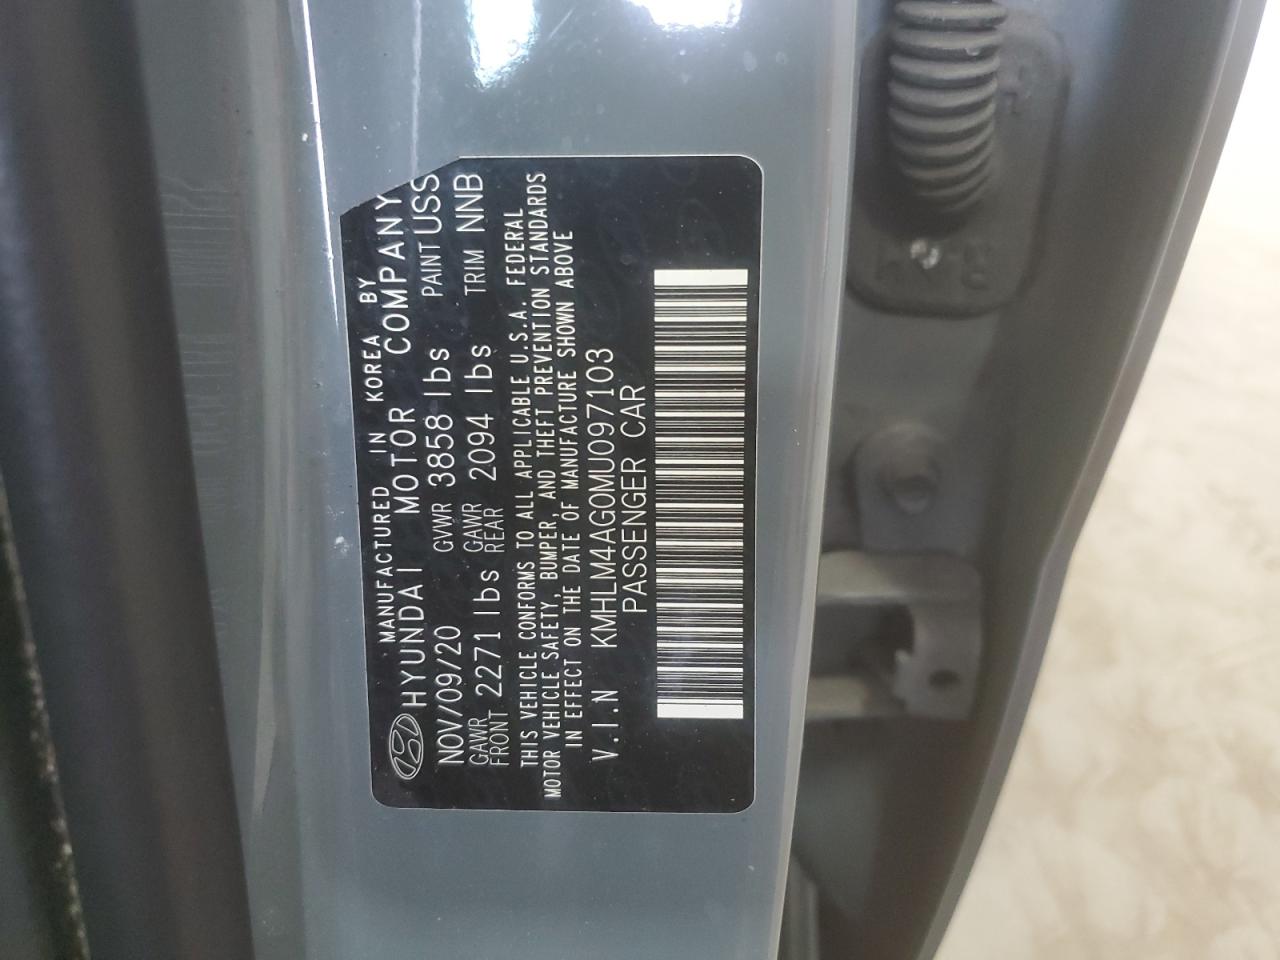 MANUFACTURED IN KOREA BY
HYUNDAI MOTOR COMPANY
NOV/09/20 GVWR 3858 lbs PAINT USS
GAWR FRONT 2271 lbs GAWR REAR 2094 lbs TRIM NNB
THIS VEHICLE CONFORMS TO ALL APPLICABLE U.S.A. FEDERAL
MOTOR VEHICLE SAFETY, BUMPER, AND THEFT PREVENTION STANDARDS
IN EFFECT ON THE DATE OF MANUFACTURE SHOWN ABOVE
V.I.N KMHLM4AG0MU097103
PASSENGER CAR